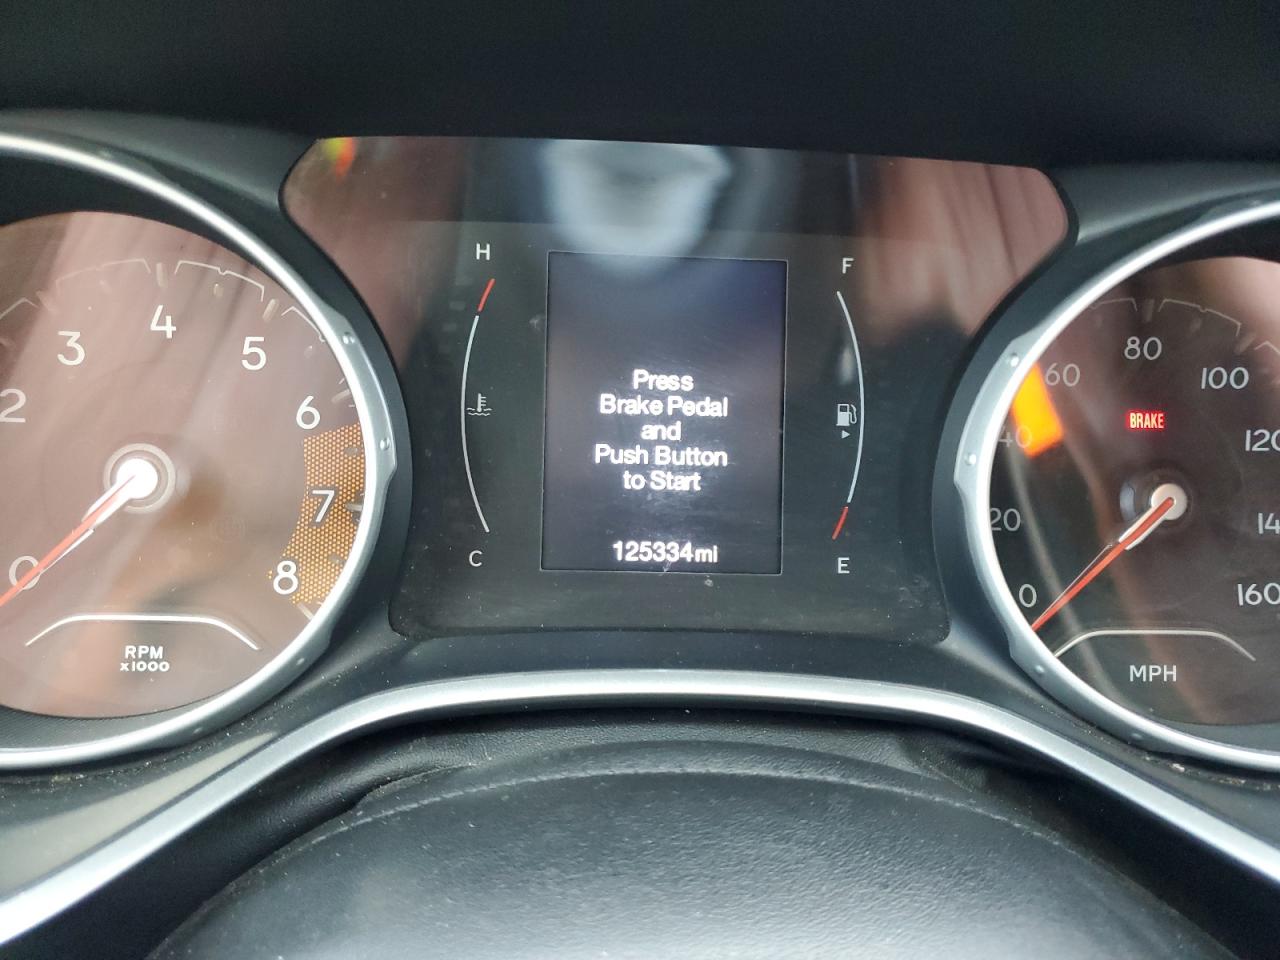 2
3
4
5
6
7
8
0
RPM
x1000
H
C
Press
Brake Pedal
and
Push Button
to Start
125334mi
F
E
0
20
40
60
80
100
120
160
BRAKE
MPH